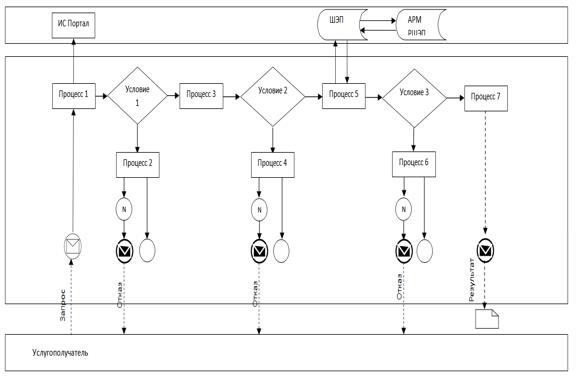 ИС Портал
ШЭП
АРМ
РШЭП
Процесс 1
Условие
1
Процесс 3
Условие 2
Процесс 5
Условие 3
Процесс 7
Процесс 2
Процесс 4
Процесс 6
N
N
N
Запрос
Отказ
Отказ
Отказ
Результат
Услугополучатель